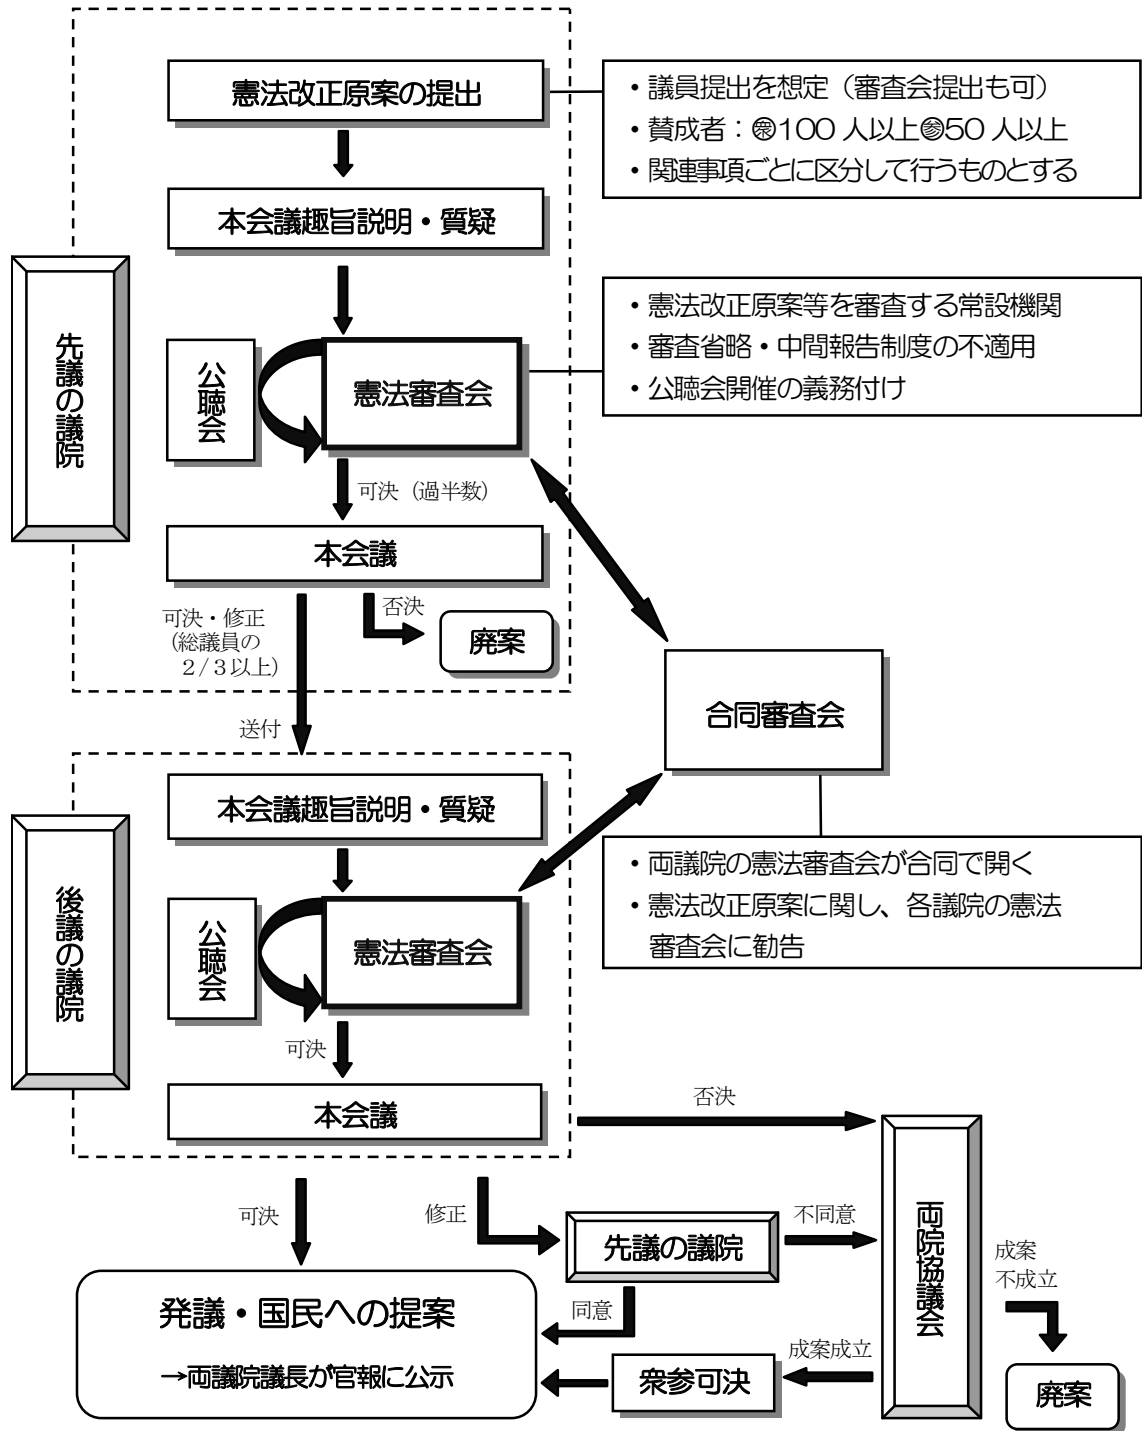 憲法改正原案の提出
・議員提出を想定（審査会提出も可）
・賛成者：㊗100 人以上㊂50 人以上
・関連事項ごとに区分して行うものとする
本会議趣旨説明・質疑
先議の議院
公聴会
憲法審査会
・憲法改正原案等を審査する常設機関
・審査省略・中間報告制度の不適用
・公聴会開催の義務付け
可決（過半数）
本会議
可決・修正
（総議員の
２/３以上）
否決
廃案
送付
合同審査会
・両議院の憲法審査会が合同で開く
・憲法改正原案に関し、各議院の憲法
審査会に勧告
本会議趣旨説明・質疑
後議の議院
公聴会
憲法審査会
可決
本会議
否決
可決
修正
先議の議院
不同意
同意
両院協議会
成案
不成立
廃案
成案成立
衆参可決
発議・国民への提案
→両議院議長が官報に公示